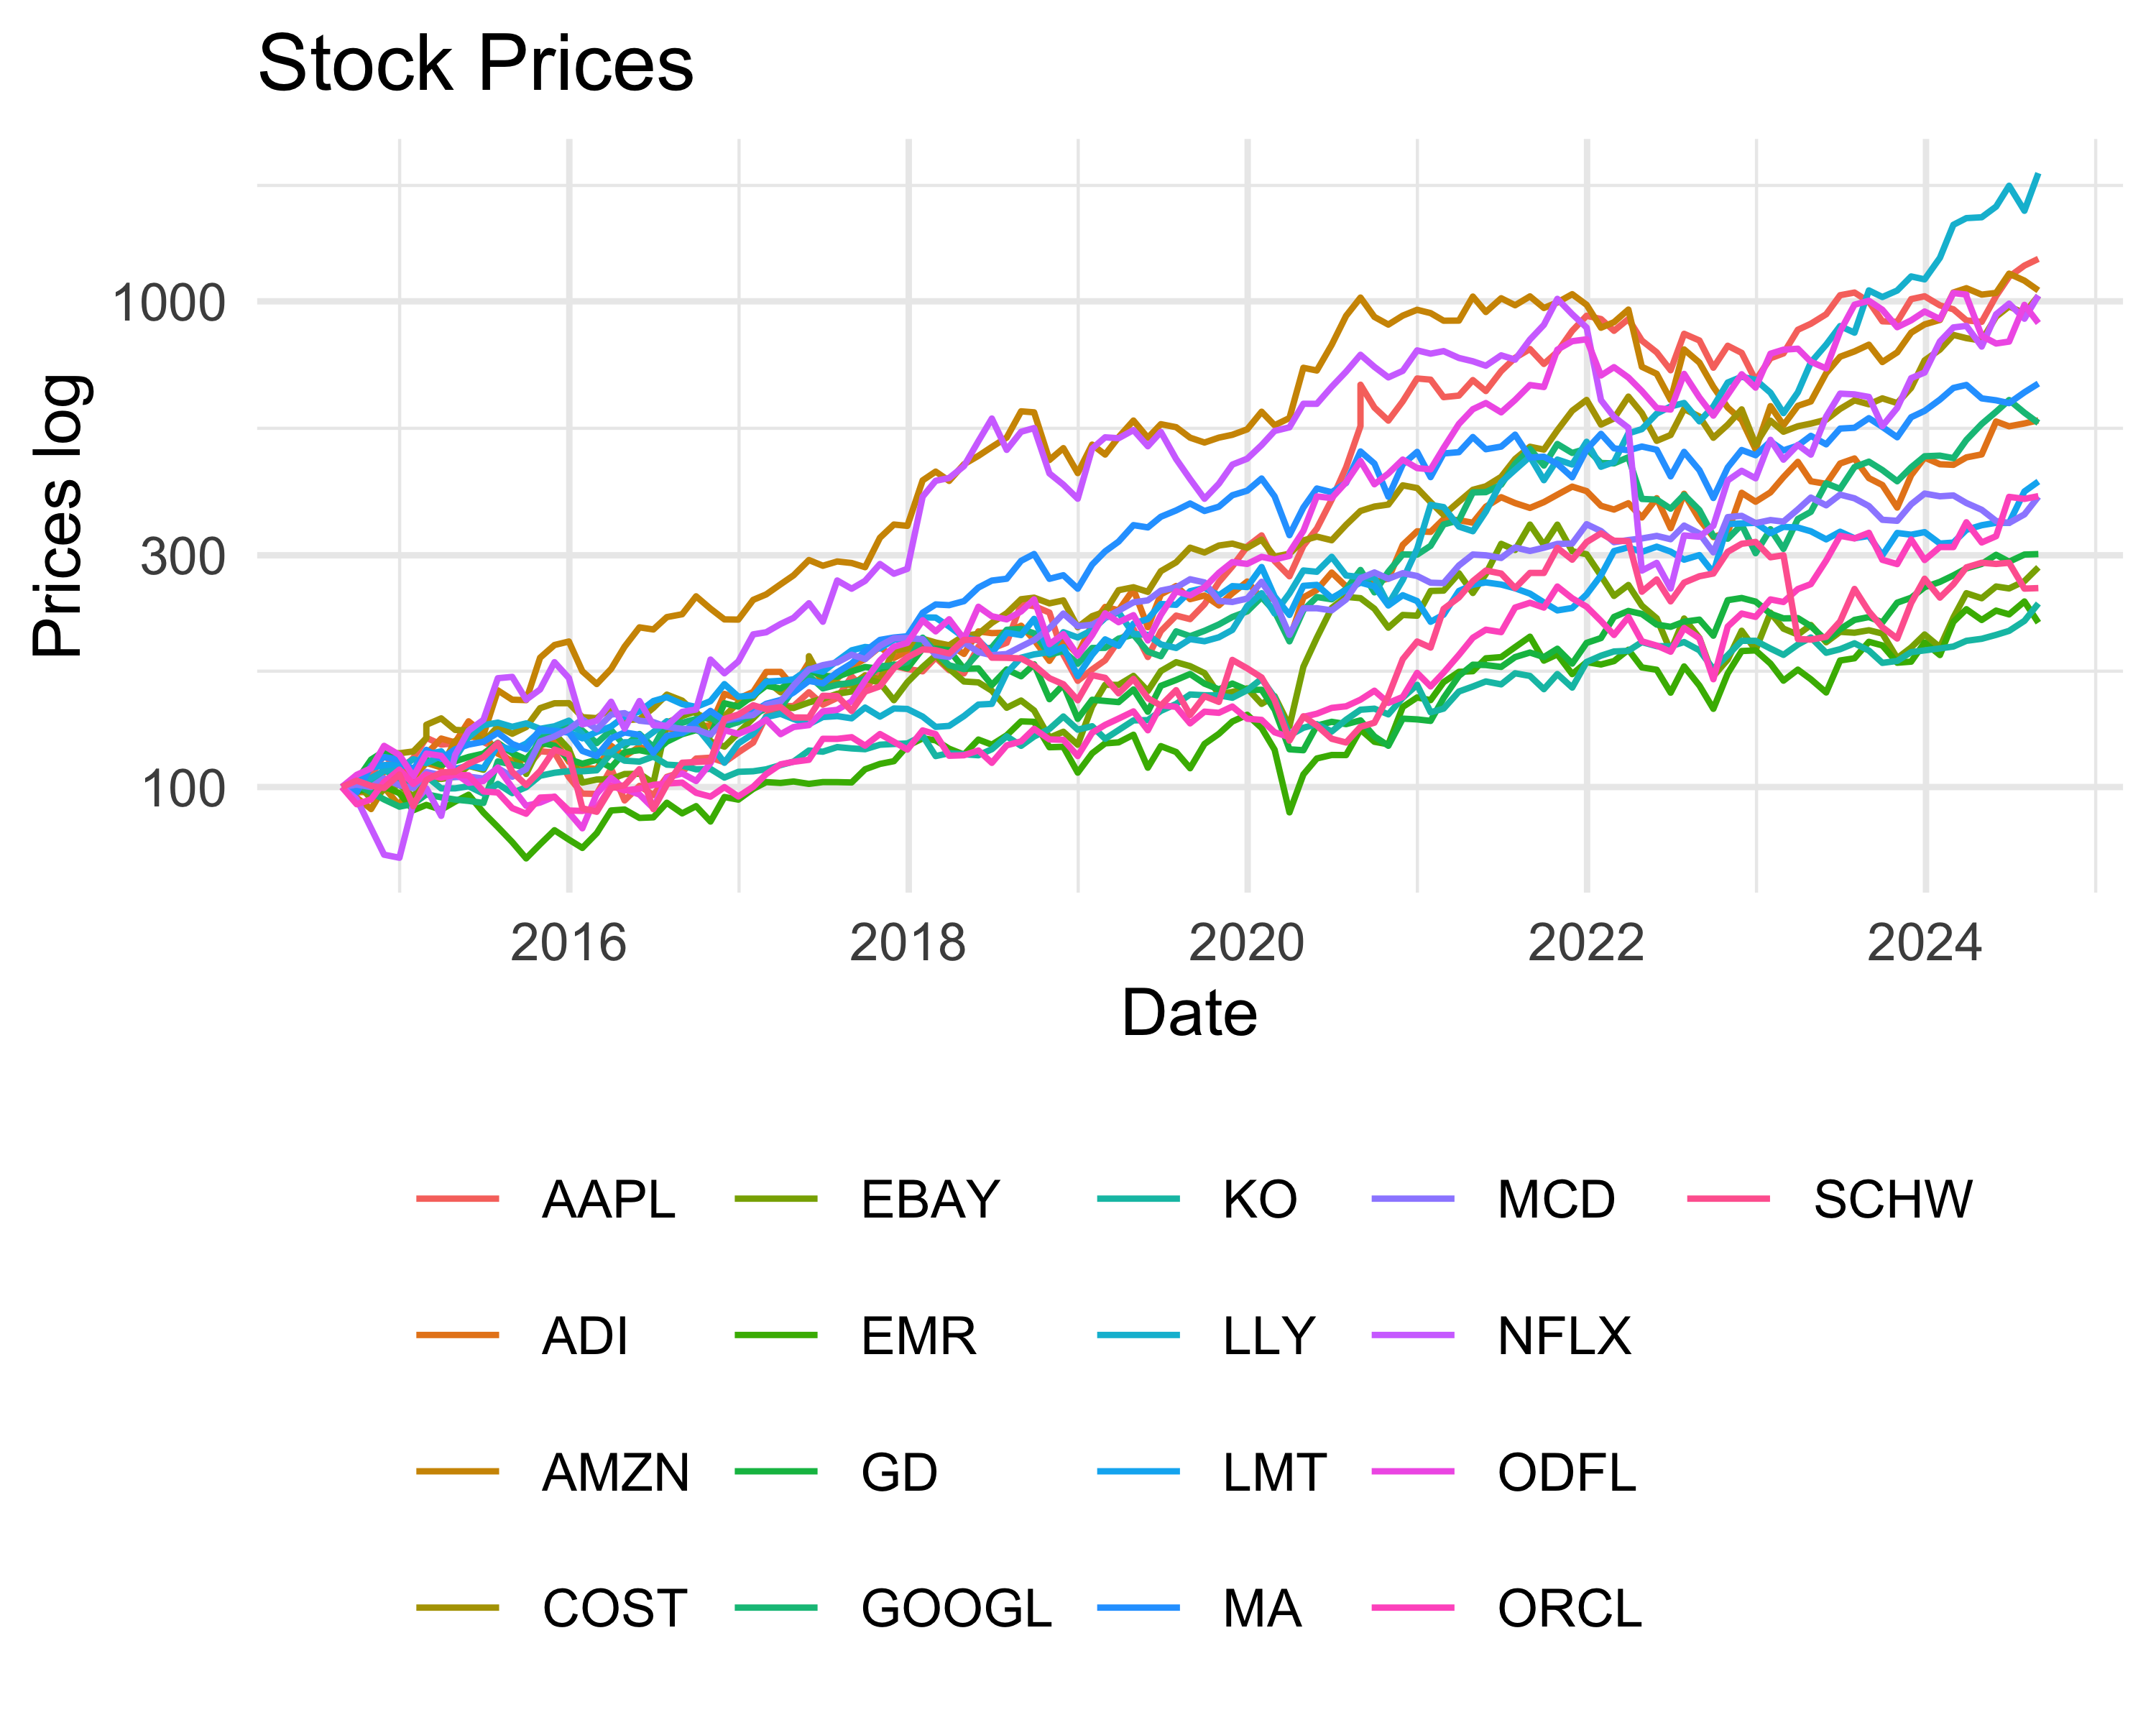 Stock Prices
Prices log
1000
300
100
2016 2018 2020 2022 2024
Date
AAPL EBAY KO MCD SCHW
ADI EMR LLY NFLX
AMZN GD LMT ODFL
COST GOOGL MA ORCL